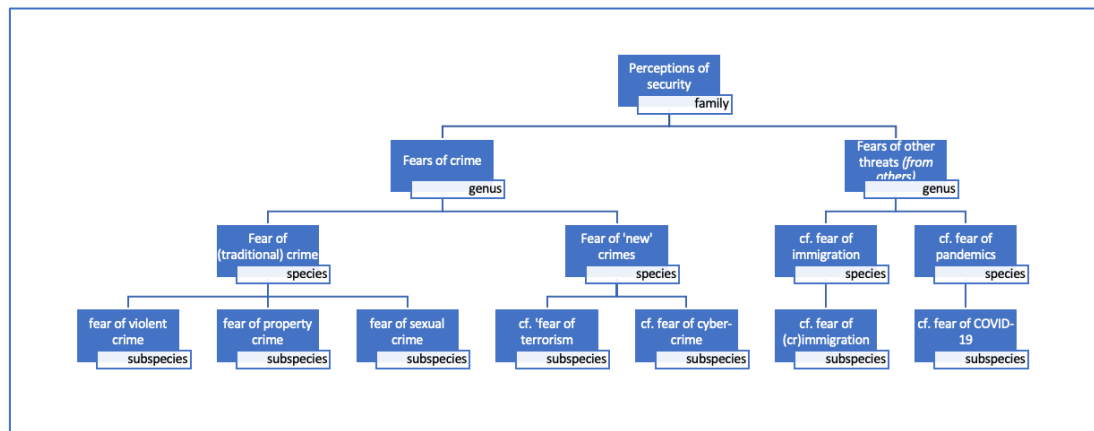 Perceptions of
security
family
Fears of crime
genus
Fears of other
threats (from
others)
genus
Fear of
(traditional) crime
species
Fear of 'new'
crimes
species
cf. fear of
immigration
species
cf. fear of
pandemics
species
fear of violent
crime
subspecies
fear of property
crime
subspecies
fear of sexual
crime
subspecies
cf. 'fear of
terrorism
subspecies
cf. fear of cyber-
crime
subspecies
cf. fear of
(cr)immigration
subspecies
cf. fear of COVID-
19
subspecies